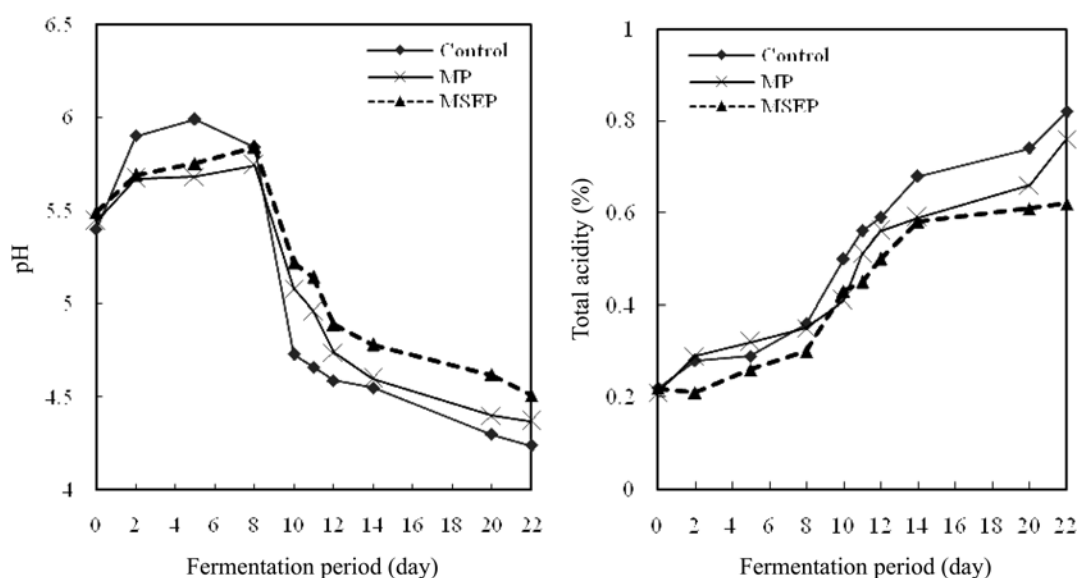 6.5
6
5.5
5
4.5
4
pH
Control
MP
MSEP
0 2 4 6 8 10 12 14 16 18 20 22
Fermentation period (day)
1
0.8
0.6
0.4
0.2
0
Total acidity (%)
Control
MP
MSEP
0 2 4 6 8 10 12 14 16 18 20 22
Fermentation period (day)